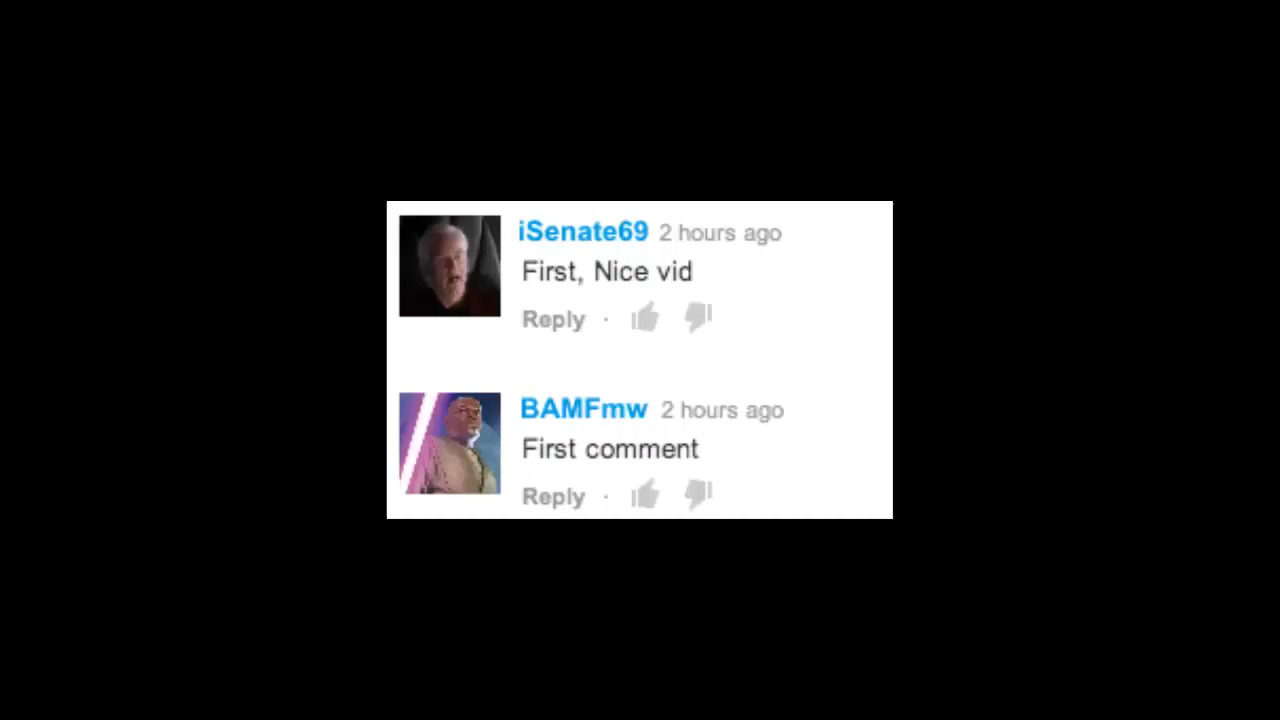 iSenate69 2 hours ago
First, Nice vid
Reply ·
BAMFmw 2 hours ago
First comment
Reply ·